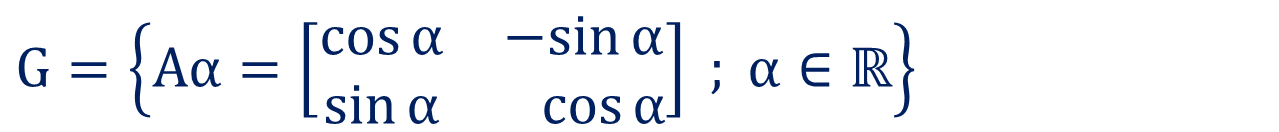 G = {Aα = [cos α −sin α
sin α cos α] ; α ∈ ℝ}